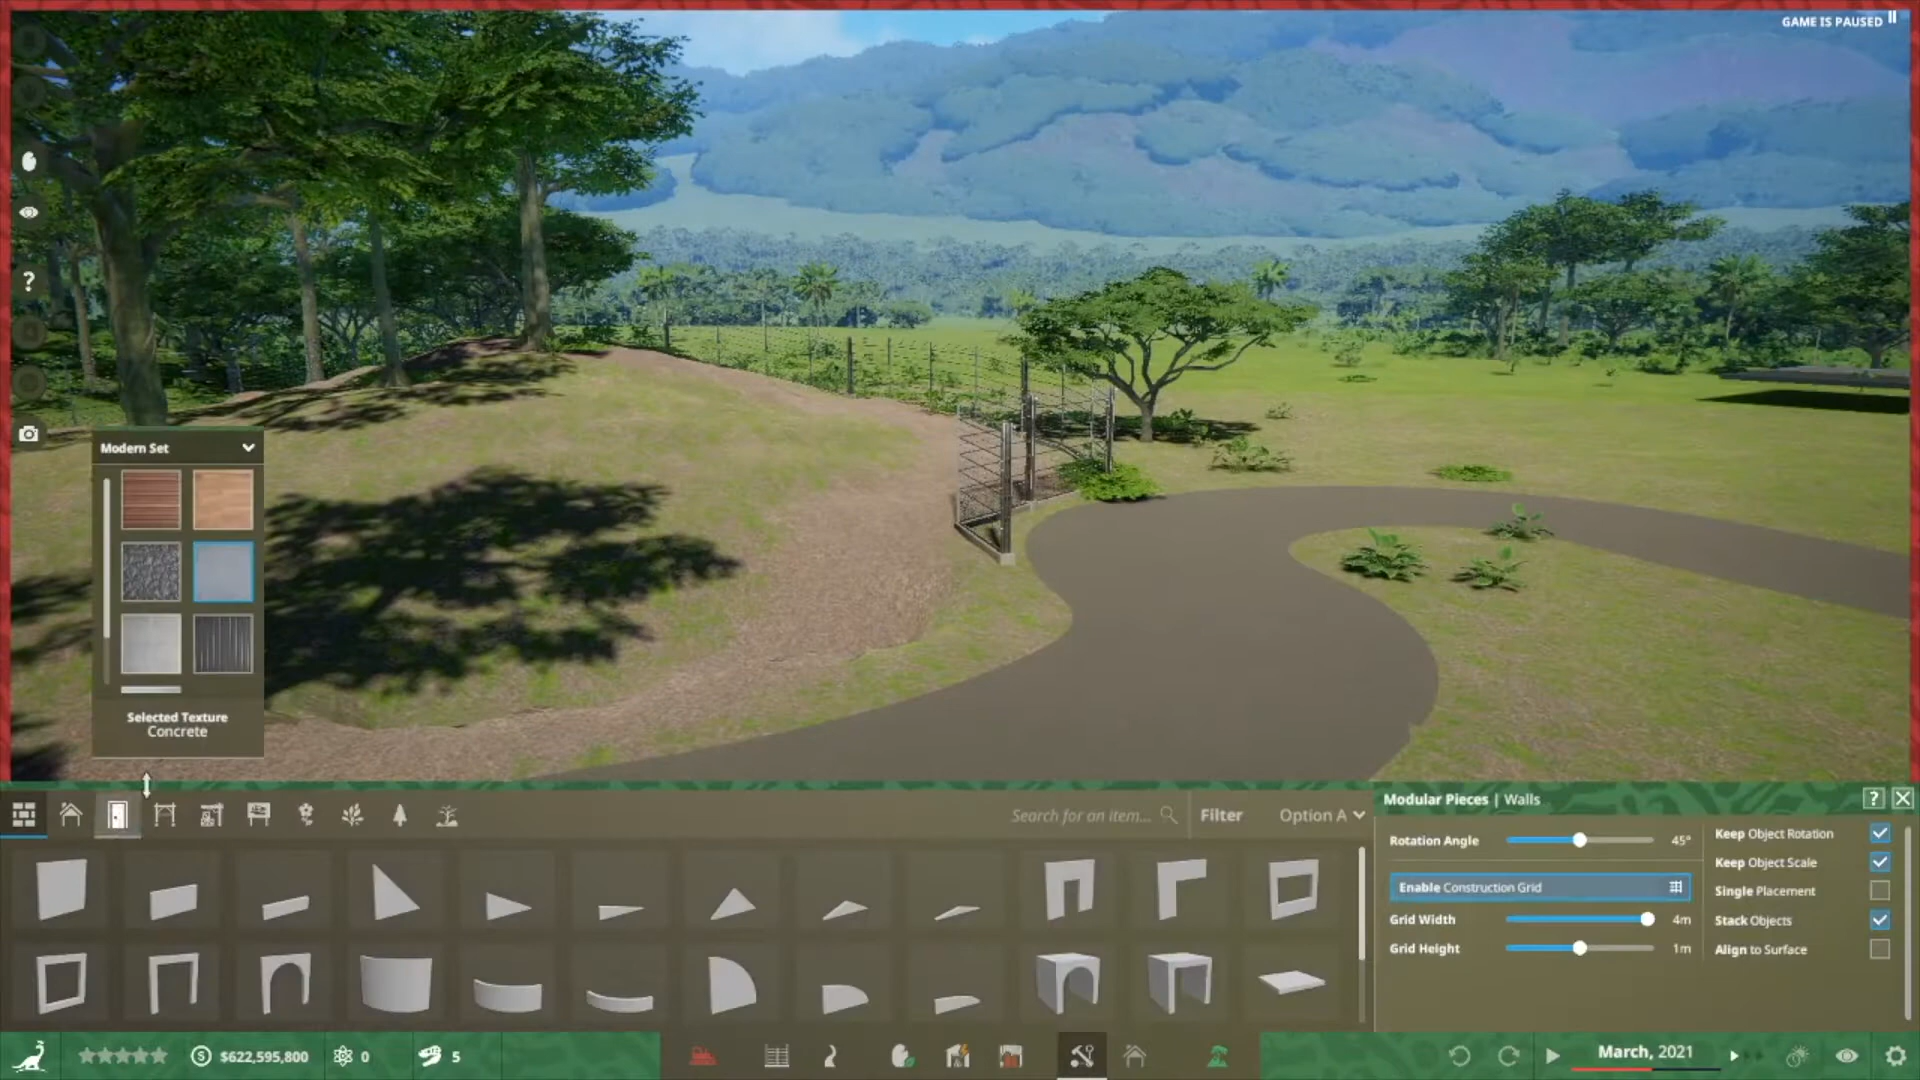 GAME IS PAUSED
?
Modern Set
Selected Texture
Concrete
Search for an item...
Filter
Option A
Modular Pieces | Walls
?
Rotation Angle
45°
Enable Construction Grid
Grid Width
4m
Grid Height
1m
Keep Object Rotation
Keep Object Scale
Single Placement
Stack Objects
Align to Surface
$622,595,800
0
5
March, 2021